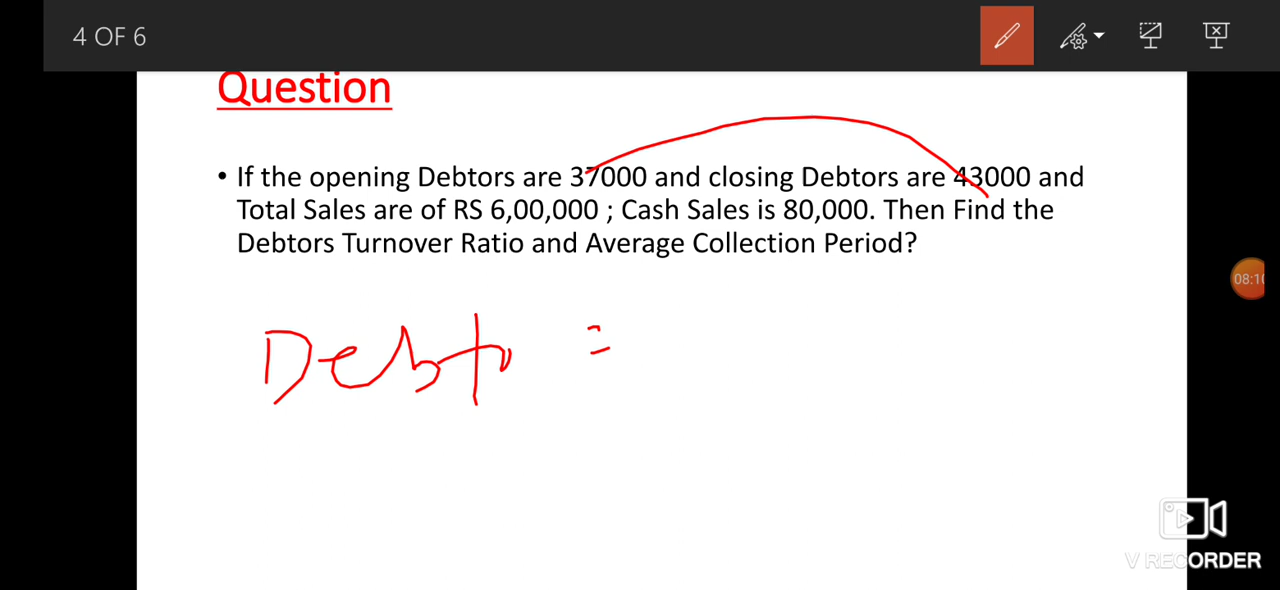 4 OF 6
Question
• If the opening Debtors are 37000 and closing Debtors are 43000 and
Total Sales are of RS 6,00,000 ; Cash Sales is 80,000. Then Find the
Debtors Turnover Ratio and Average Collection Period?
08:10
Debto =
V RECORDER